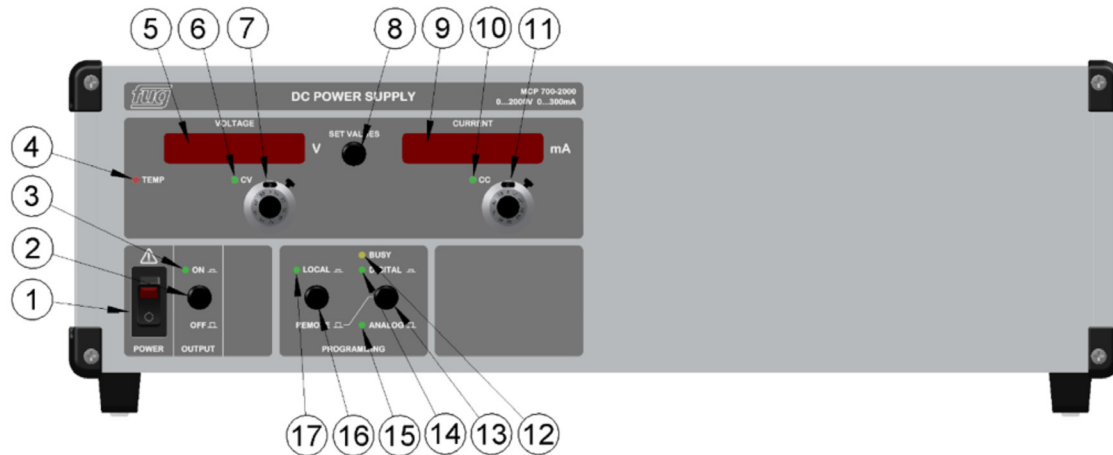 5 6 7 8 9 10 11
fug DC POWER SUPPLY MCP 700-2000
0...2000V 0...300mA
VOLTAGE SET VALUES CURRENT
V mA
4 TEMP CV CC
3
2
1
ON
OFF
POWER OUTPUT
BUSY
LOCAL DIGITAL
REMOTE ANALOG
17 16 15 14 13 12